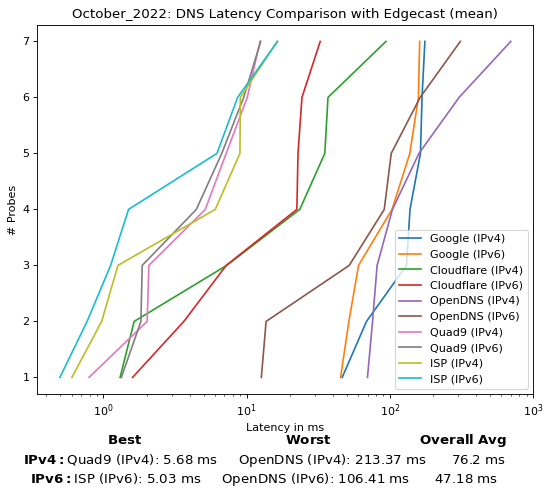 October_2022: DNS Latency Comparison with Edgecast (mean)
7
6
5
4
3
2
1
# Probes
Google (IPv4)
Google (IPv6)
Cloudflare (IPv4)
Cloudflare (IPv6)
OpenDNS (IPv4)
OpenDNS (IPv6)
Quad9 (IPv4)
Quad9 (IPv6)
ISP (IPv4)
ISP (IPv6)
10⁰ 10¹ 10² 10³
Latency in ms
Best Worst Overall Avg
IPv4: Quad9 (IPv4): 5.68 ms OpenDNS (IPv4): 213.37 ms 76.2 ms
IPv6: ISP (IPv6): 5.03 ms OpenDNS (IPv6): 106.41 ms 47.18 ms